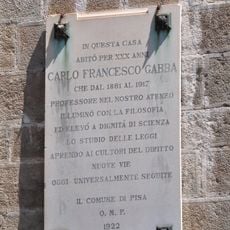 IN QUESTA CASA
ABITÒ PER XXX ANNI
CARLO FRANCESCO GABBA
CHE DAL 1861 AL 1917
PROFESSORE NEL NOSTRO ATENEO
ILLUMINÒ CON LA FILOSOFIA
ED ELEVÒ A DIGNITÀ DI SCIENZA
LO STUDIO DELLE LEGGI
APRENDO AI CULTORI DEL DIRITTO
NUOVE VIE
OGGI UNIVERSALMENTE SEGUITE
IL COMUNE DI PISA
Q. M. P.
1922